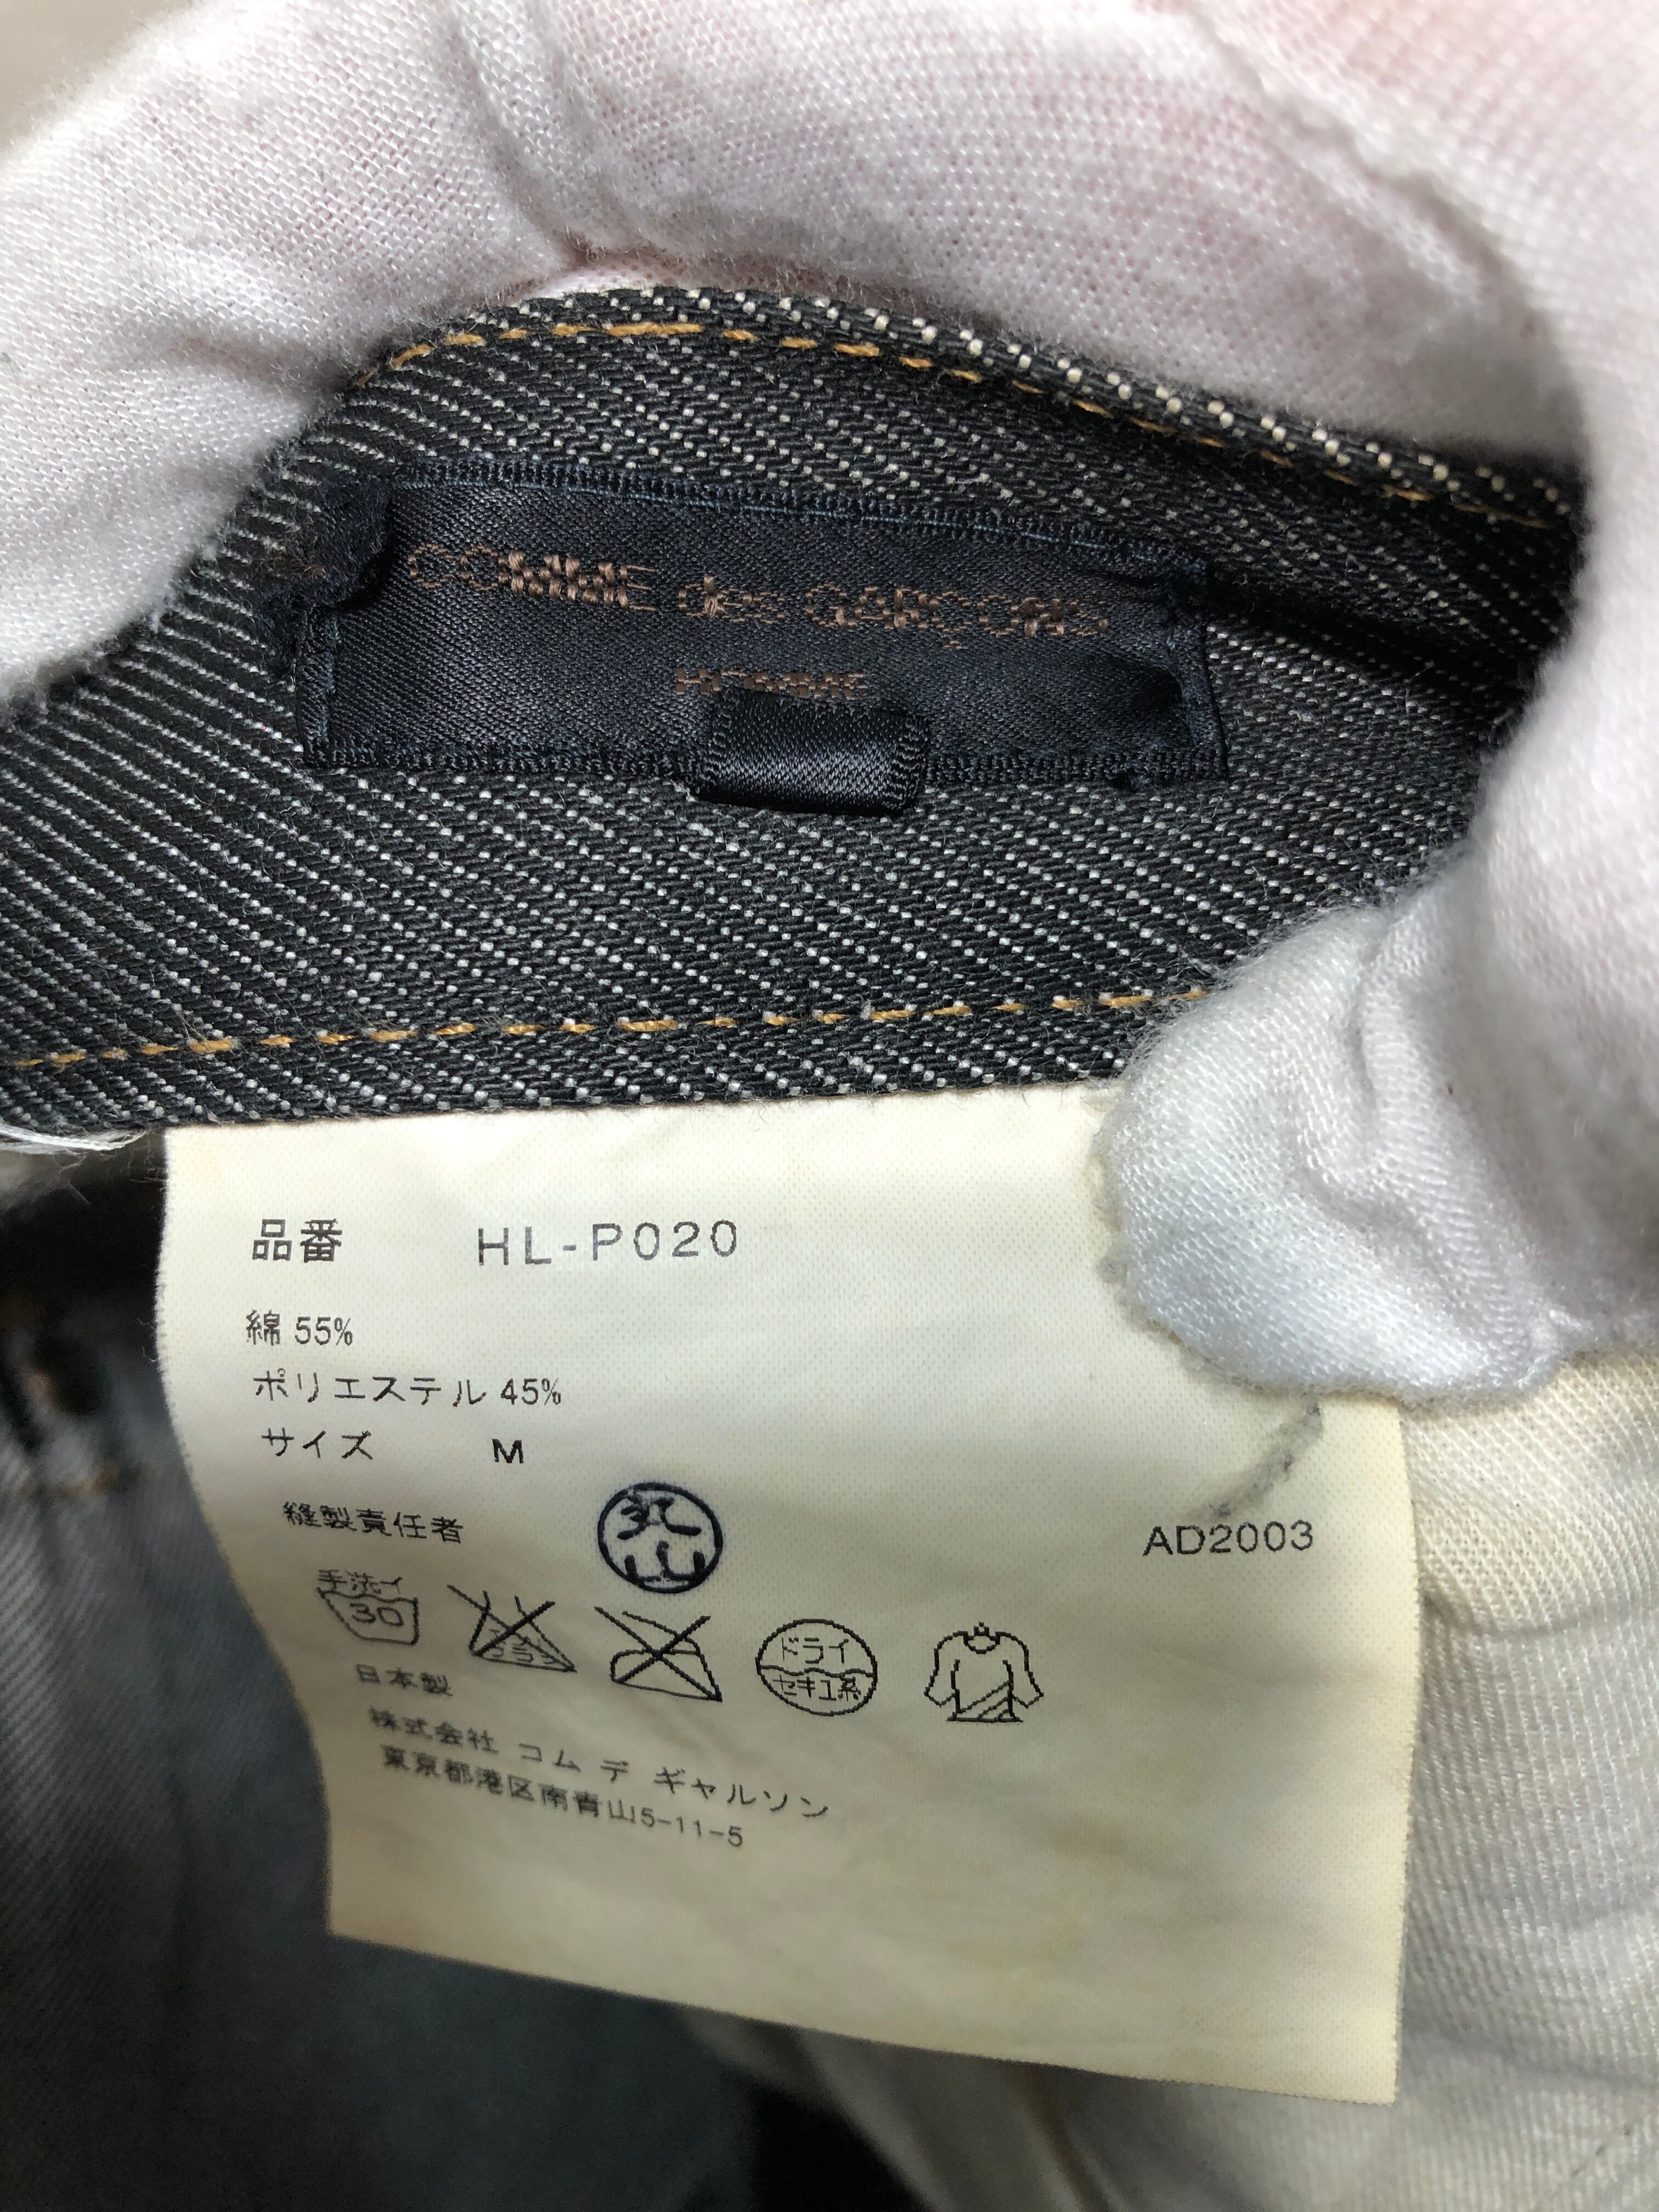 COMME des GARÇONS
HOMME
品番 HL-P020
綿 55%
ポリエステル 45%
サイズ M
縫製責任者 丸山
AD2003
手洗イ
30
ドライ
セキユ系
日本製
株式会社 コム デ ギャルソン
東京都港区南青山5-11-5